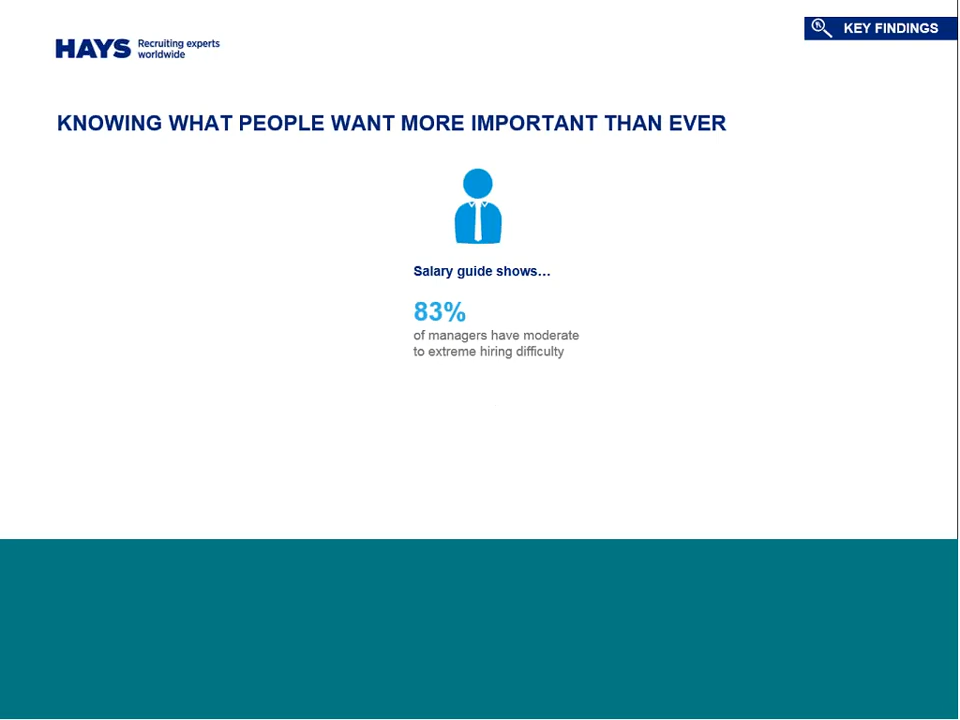 KEY FINDINGS
HAYS Recruiting experts
worldwide
KNOWING WHAT PEOPLE WANT MORE IMPORTANT THAN EVER
Salary guide shows...
83%
of managers have moderate
to extreme hiring difficulty